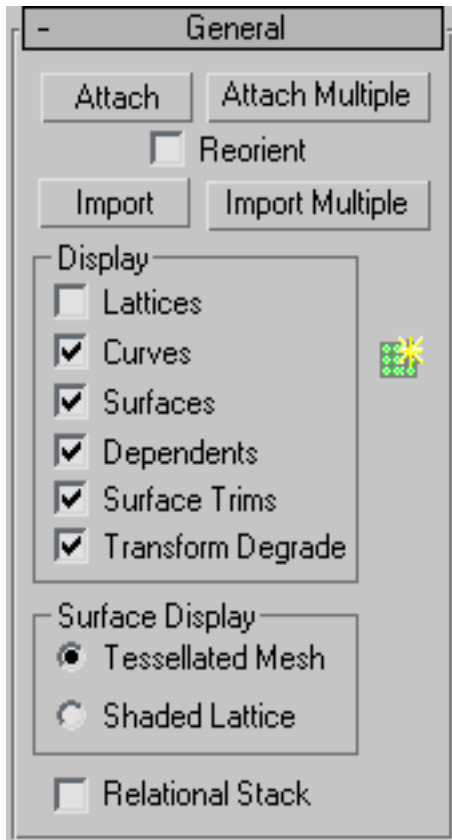 - General
Attach Attach Multiple
Reorient
Import Import Multiple
Display
Lattices
Curves
Surfaces
Dependents
Surface Trims
Transform Degrade
Surface Display
Tessellated Mesh
Shaded Lattice
Relational Stack